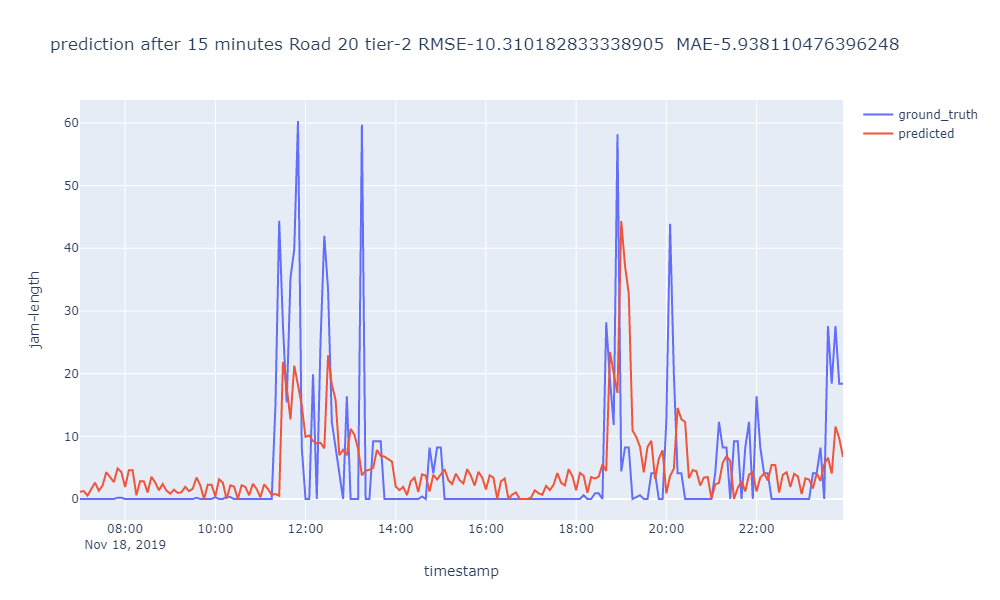 prediction after 15 minutes Road 20 tier-2 RMSE-10.310182833338905  MAE-5.938110476396248
ground_truth
predicted
60
50
40
30
20
10
0
jam-length
08:00 10:00 12:00 14:00 16:00 18:00 20:00 22:00
Nov 18, 2019
timestamp